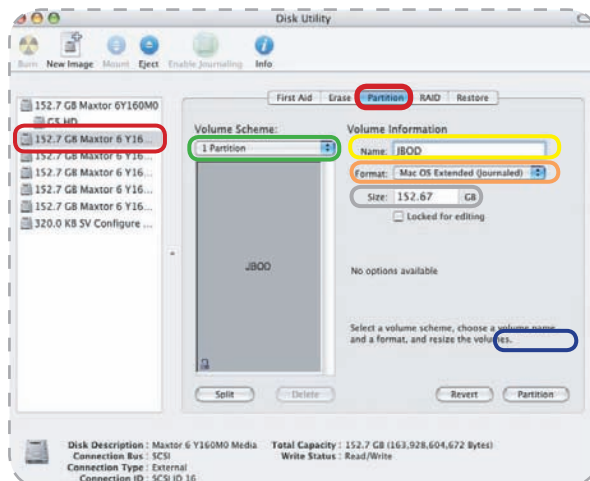 Disk Utility
Burn New Image Mount Eject Enable Journaling Info
First Aid Erase Partition RAID Restore
152.7 GB Maxtor 6Y160M0
G5 HD
152.7 GB Maxtor 6 Y16...
152.7 GB Maxtor 6 Y16...
152.7 GB Maxtor 6 Y16...
152.7 GB Maxtor 6 Y16...
152.7 GB Maxtor 6 Y16...
320.0 KB SV Configure ...
Volume Scheme:
1 Partition
JBOD
Volume Information
Name: JBOD
Format: Mac OS Extended (Journaled)
Size: 152.67 GB
Locked for editing
No options available
Select a volume scheme, choose a volume name
and a format, and resize the volumes.
Split Delete Revert Partition
Disk Description : Maxtor 6 Y160M0 Media Total Capacity : 152.7 GB (163,928,604,672 Bytes)
Connection Bus : SCSI Write Status : Read/Write
Connection Type : External
Connection ID : SCSI ID 16